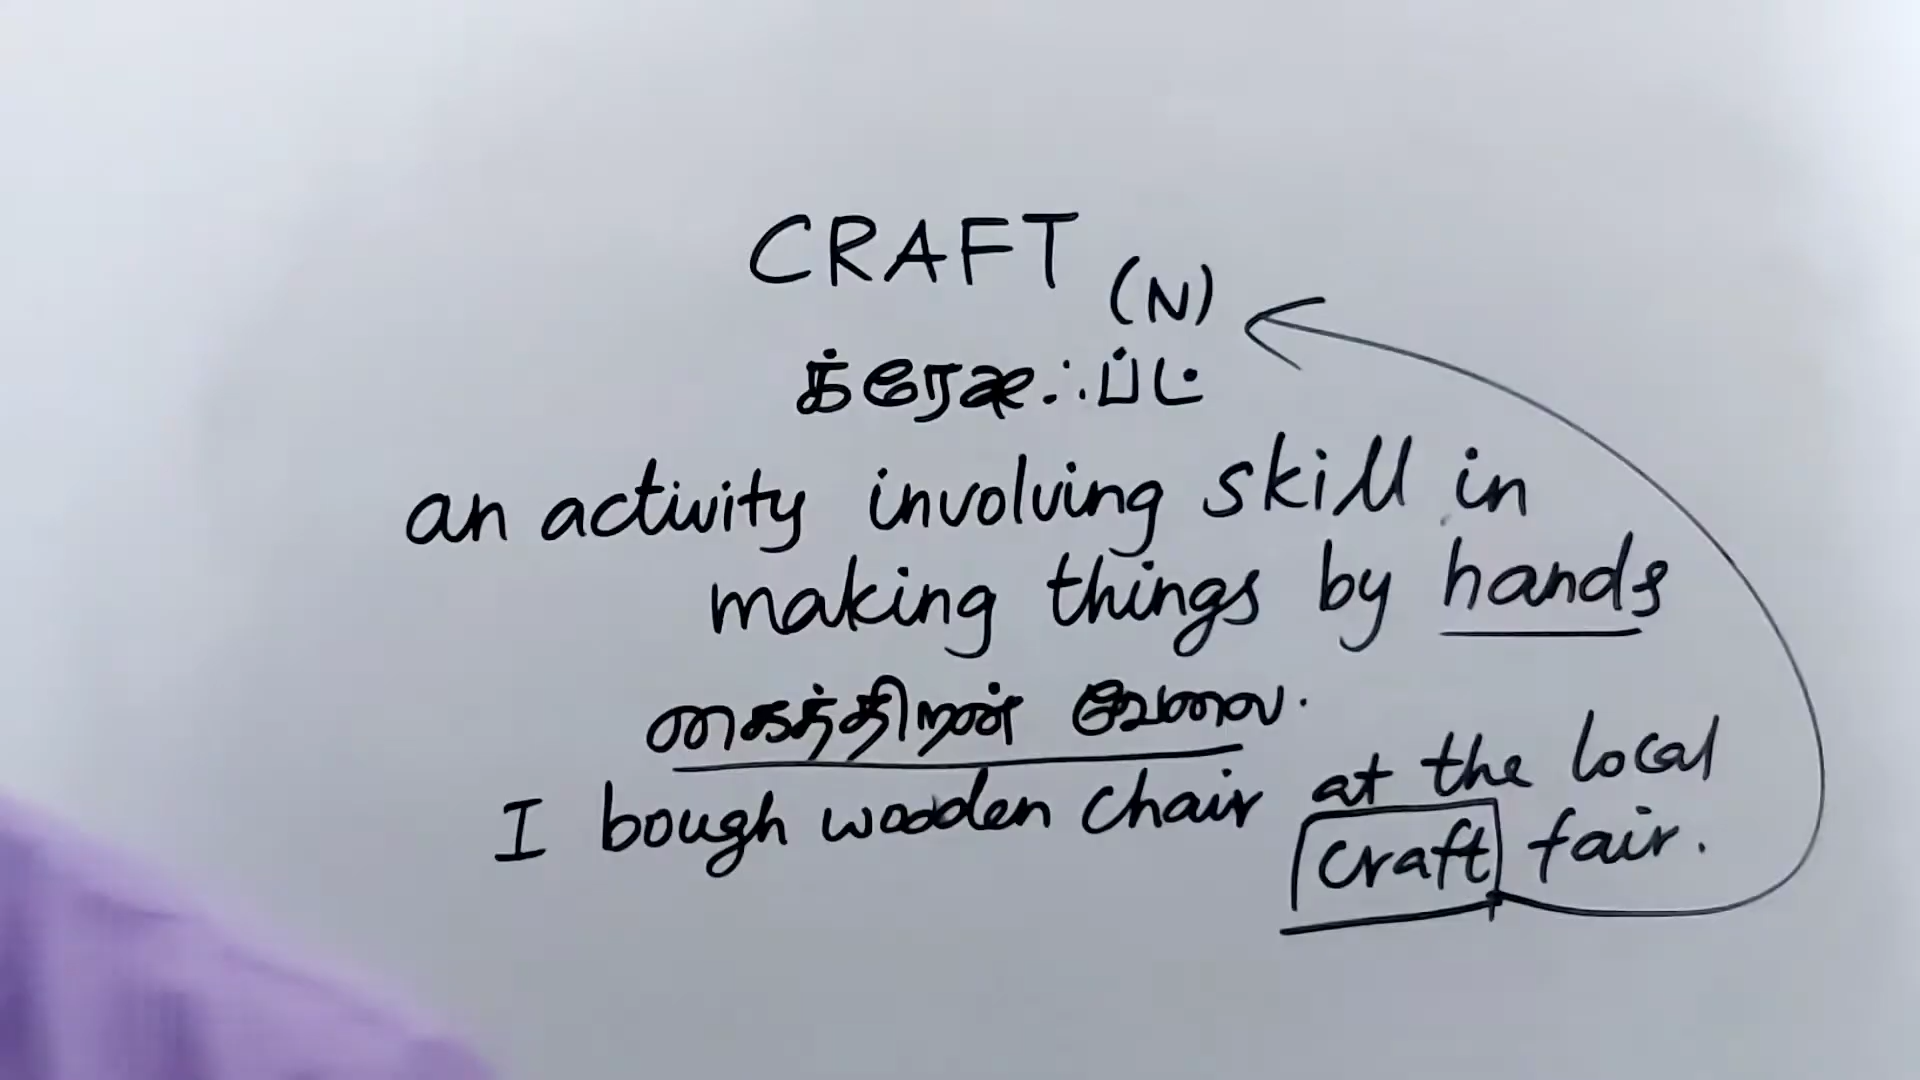 CRAFT (N)
க்ரேஅஃப்ட்
an activity involving skill in
making things by hands
கைத்திறன் வேலை.
I bough wooden chair at the local
craft fair.